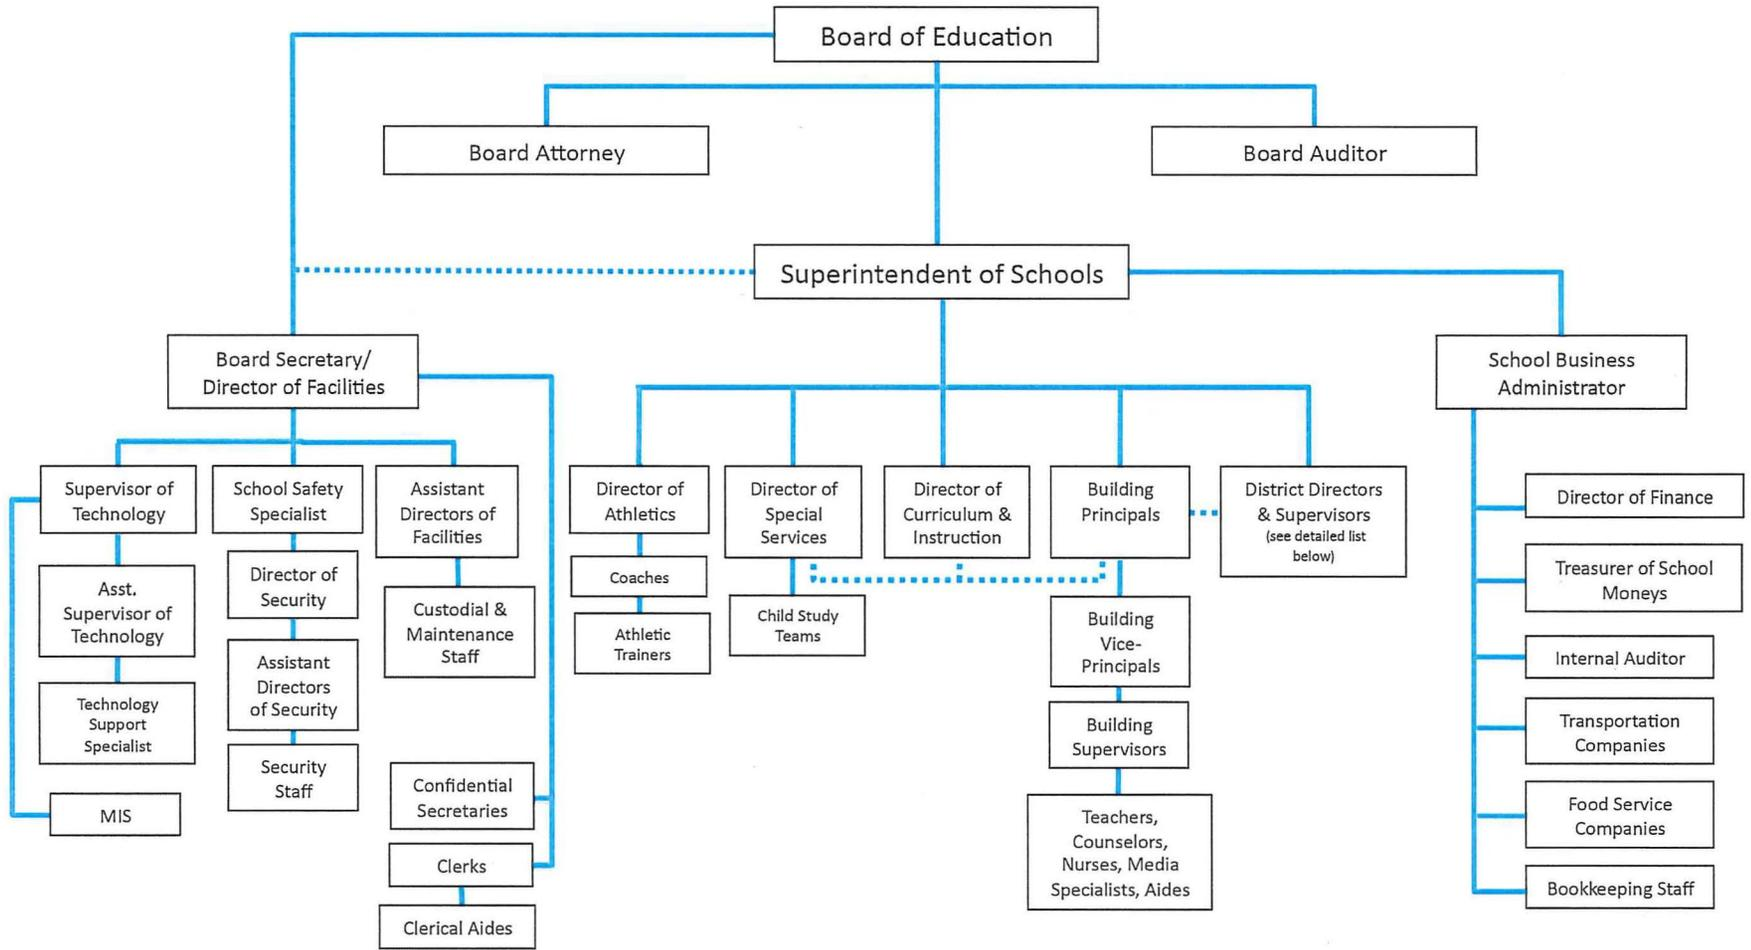 Board of Education
Board Attorney
Board Auditor
Superintendent of Schools
Board Secretary/
Director of Facilities
School Business
Administrator
Supervisor of
Technology
School Safety
Specialist
Assistant
Directors of
Facilities
Director of
Athletics
Director of
Special
Services
Director of
Curriculum &
Instruction
Building
Principals
District Directors
& Supervisors
(see detailed list
below)
Director of Finance
Asst.
Supervisor of
Technology
Director of
Security
Custodial &
Maintenance
Staff
Coaches
Athletic
Trainers
Child Study
Teams
Building
Vice-
Principals
Treasurer of School
Moneys
Assistant
Directors
of Security
Internal Auditor
Technology
Support
Specialist
Building
Supervisors
Transportation
Companies
Security
Staff
Confidential
Secretaries
MIS
Teachers,
Counselors,
Nurses, Media
Specialists, Aides
Food Service
Companies
Clerks
Bookkeeping Staff
Clerical Aides